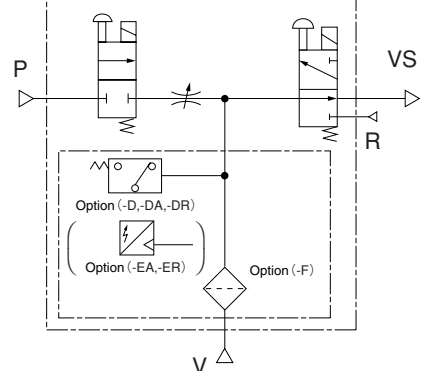 P
VS
R
Option (-D,-DA,-DR)
Option (-EA,-ER)
Option (-F)
V